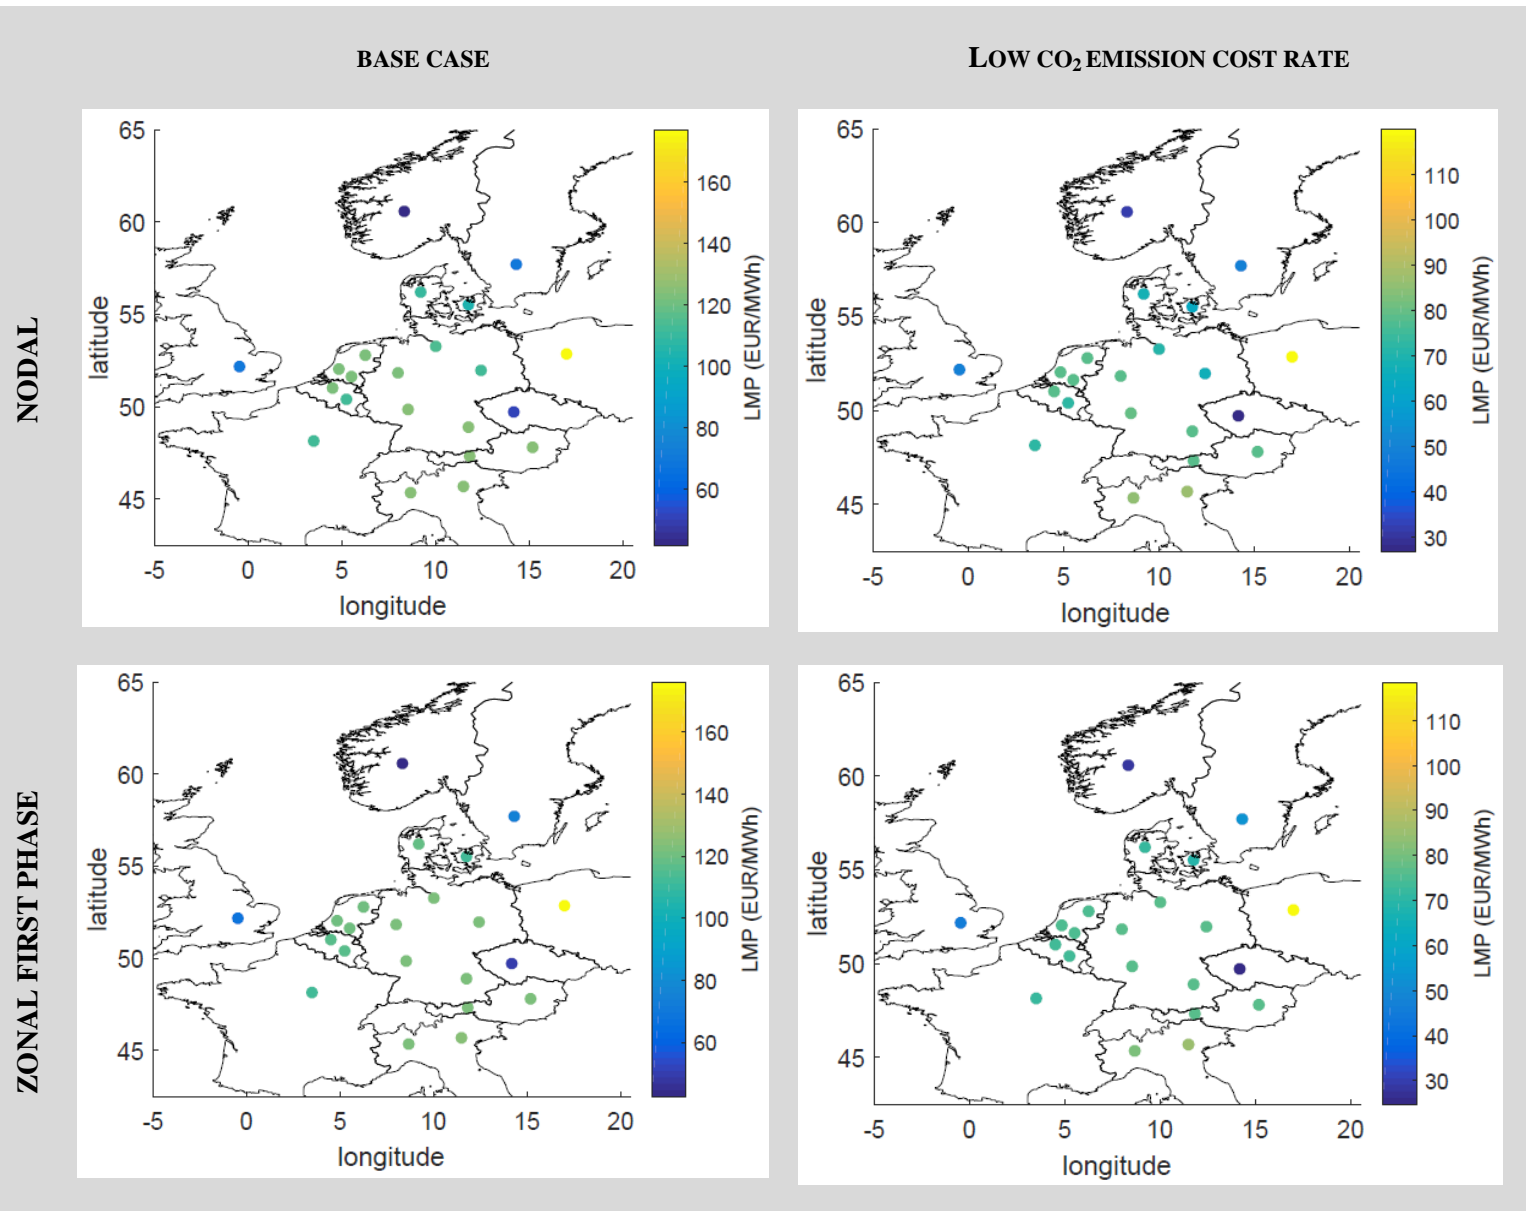 BASE CASE
LOW CO2 EMISSION COST RATE
NODAL
65
60
55
50
45
latitude
-5 0 5 10 15 20
longitude
160
140
120
100
80
60
LMP (EUR/MWh)
65
60
55
50
45
latitude
-5 0 5 10 15 20
longitude
110
100
90
80
70
60
50
40
30
LMP (EUR/MWh)
ZONAL FIRST PHASE
65
60
55
50
45
latitude
-5 0 5 10 15 20
longitude
160
140
120
100
80
60
LMP (EUR/MWh)
65
60
55
50
45
latitude
-5 0 5 10 15 20
longitude
110
100
90
80
70
60
50
40
30
LMP (EUR/MWh)